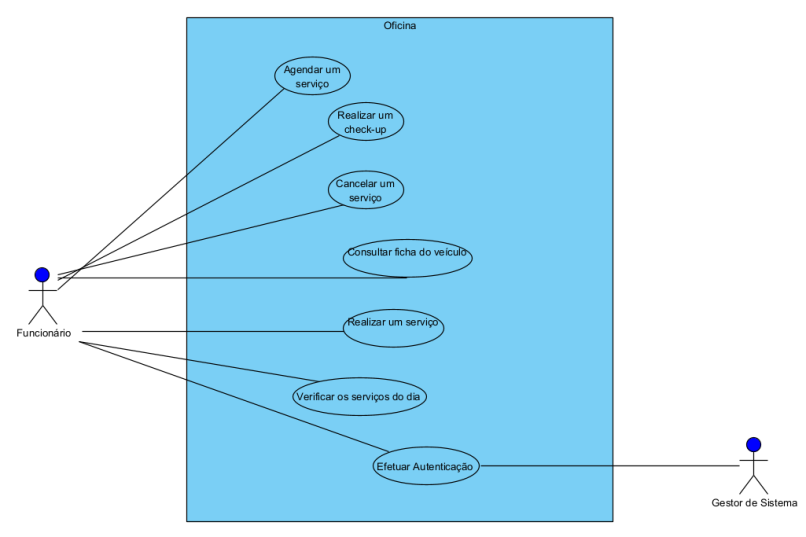 Oficina
Agendar um
serviço
Realizar um
check-up
Cancelar um
serviço
Consultar ficha do veículo
Funcionário
Realizar um serviço
Verificar os serviços do dia
Efetuar Autenticação
Gestor de Sistema